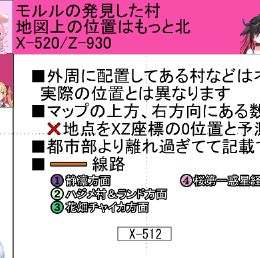 モルルの発見した村
地図上の位置はもっと北
X-520/Z-930
■外周に配置してある村などは
実際の位置とは異なります
■マップの上方、右方向にある数
❌地点をXZ座標の0位置と予測
■都市部より離れ過ぎてて記載
■ 線路
①静寂方面
④桜第一惑星経
②ハジメ村&ランド方面
③花畑チャイカ方面
X-512